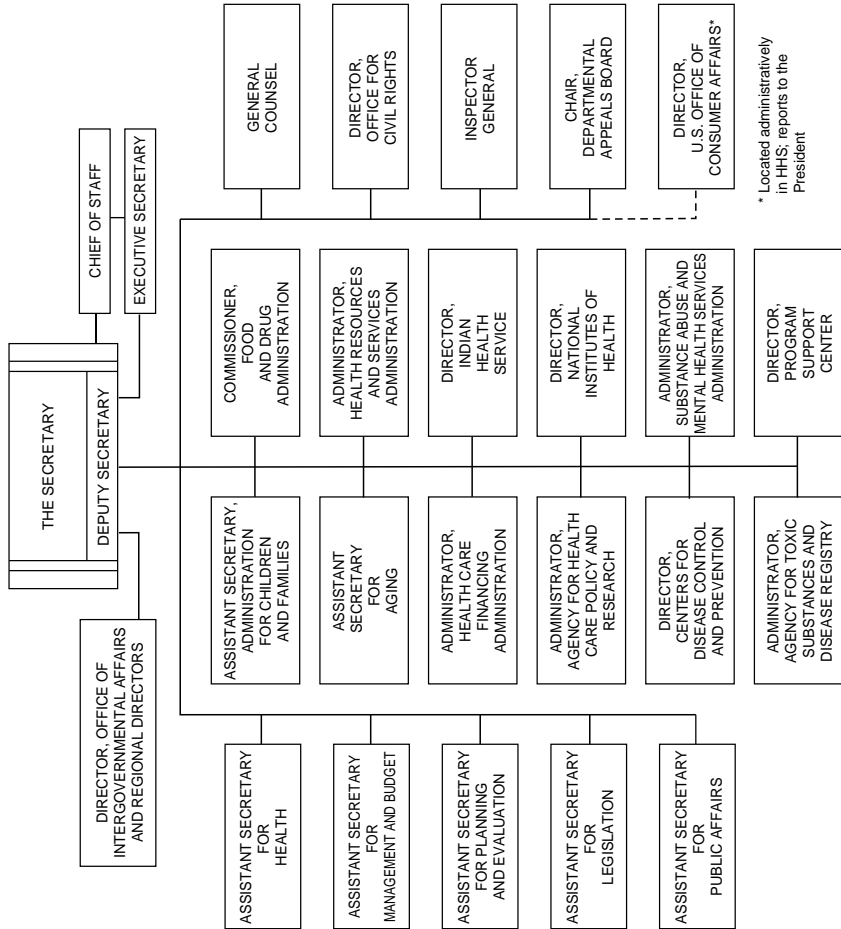 THE SECRETARY
DEPUTY SECRETARY
CHIEF OF STAFF
EXECUTIVE SECRETARY
DIRECTOR, OFFICE OF
INTERGOVERNMENTAL AFFAIRS
AND REGIONAL DIRECTORS
ASSISTANT SECRETARY
FOR
HEALTH
ASSISTANT SECRETARY
FOR
MANAGEMENT AND BUDGET
ASSISTANT SECRETARY
FOR PLANNING
AND EVALUATION
ASSISTANT SECRETARY
FOR
LEGISLATION
ASSISTANT SECRETARY
FOR
PUBLIC AFFAIRS
ASSISTANT SECRETARY,
ADMINISTRATION
FOR CHILDREN
AND FAMILIES
ASSISTANT
SECRETARY
FOR
AGING
ADMINISTRATOR,
HEALTH CARE
FINANCING
ADMINISTRATION
ADMINISTRATOR,
AGENCY FOR HEALTH
CARE POLICY AND
RESEARCH
DIRECTOR,
CENTERS FOR
DISEASE CONTROL
AND PREVENTION
ADMINISTRATOR,
AGENCY FOR TOXIC
SUBSTANCES AND
DISEASE REGISTRY
COMMISSIONER,
FOOD
AND DRUG
ADMINISTRATION
ADMINISTRATOR,
HEALTH RESOURCES
AND SERVICES
ADMINISTRATION
DIRECTOR,
INDIAN
HEALTH
SERVICE
DIRECTOR,
NATIONAL
INSTITUTES OF
HEALTH
ADMINISTRATOR,
SUBSTANCE ABUSE AND
MENTAL HEALTH SERVICES
ADMINISTRATION
DIRECTOR,
PROGRAM
SUPPORT
CENTER
GENERAL
COUNSEL
DIRECTOR,
OFFICE FOR
CIVIL RIGHTS
INSPECTOR
GENERAL
CHAIR,
DEPARTMENTAL
APPEALS BOARD
DIRECTOR,
U.S. OFFICE OF
CONSUMER AFFAIRS*
* Located administratively
in HHS; reports to the
President